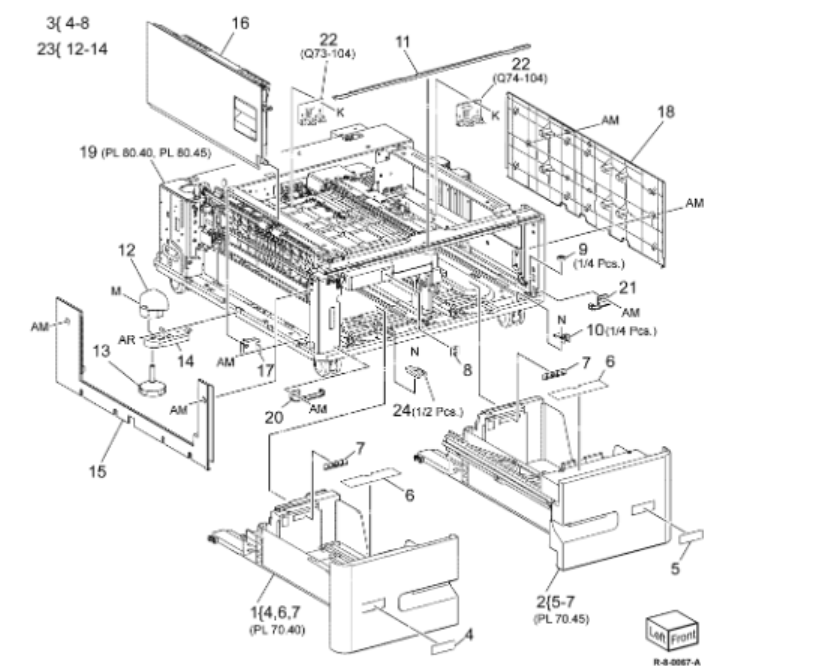 3{ 4-8
23{ 12-14
16
22
(Q73-104)
11
22
(Q74-104)
K
K
AM
18
19 (PL 80.40, PL 80.45)
AM
12
M
9
(1/4 Pcs.)
21
AM
AM
AR
14
N
10 (1/4 Pcs.)
13
AM
17
N
8
7
6
AM
20
AM
24 (1/2 Pcs.)
15
7
6
5
1{4,6,7
(PL 70.40)
2{5-7
(PL 70.45)
4
Left
Front
R-8-0067-A